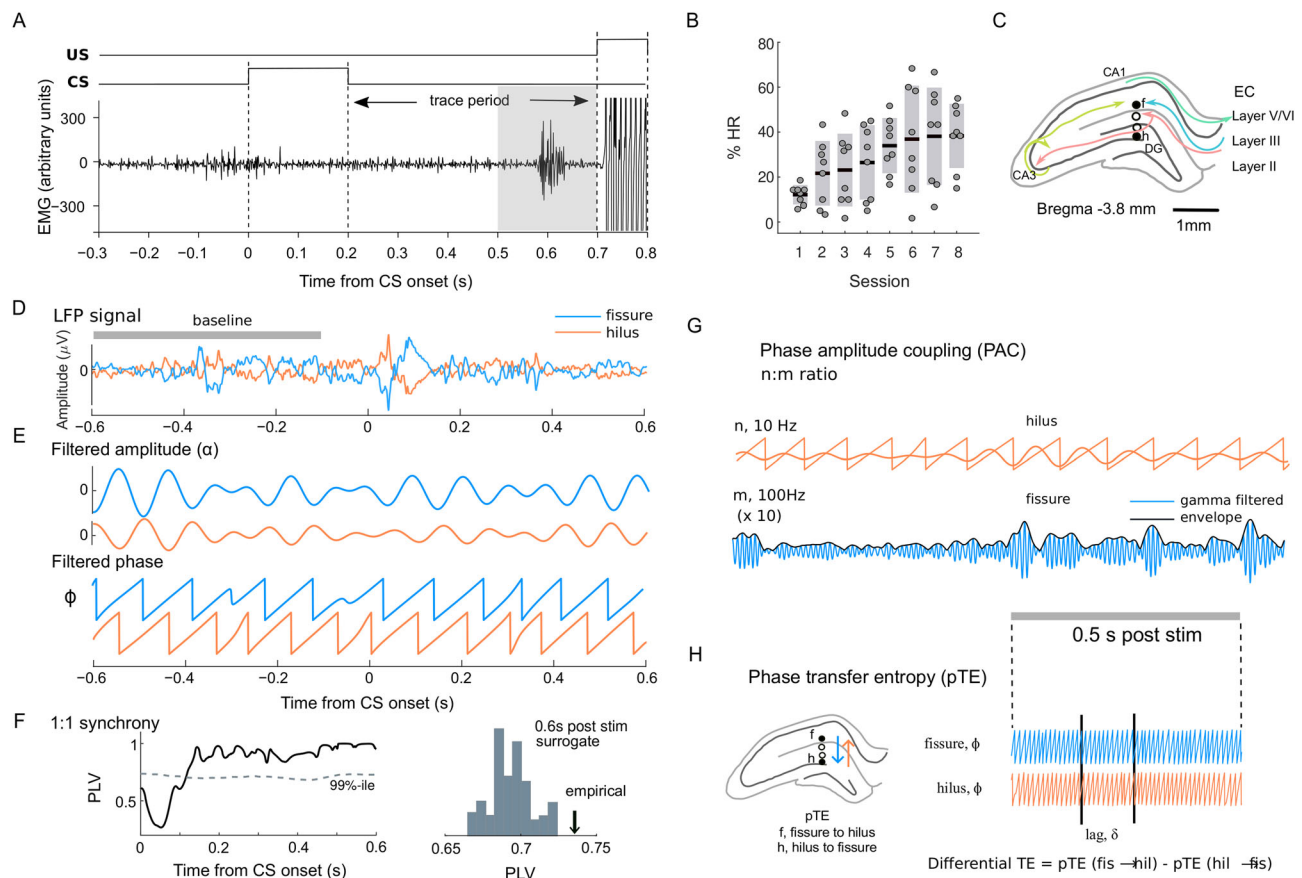 A
US
CS
trace period
EMG (arbitrary units)
300
0
−300
−0.3 −0.2 −0.1 0 0.1 0.2 0.3 0.4 0.5 0.6 0.7 0.8
Time from CS onset (s)
B
% HR
80
60
40
20
0
1 2 3 4 5 6 7 8
Session
C
CA1
f
h
DG
CA3
EC
Layer V/VI
Layer III
Layer II
Bregma -3.8 mm
1mm
D
LFP signal
baseline
fissure
hilus
Amplitude (μV)
0
−0.6 −0.4 −0.2 0 0.2 0.4 0.6
E
Filtered amplitude (α)
0
0
Filtered phase
ϕ
−0.6 −0.4 −0.2 0 0.2 0.4 0.6
Time from CS onset (s)
F
1:1 synchrony
PLV
1
0.5
99%-ile
0 0.2 0.4 0.6
Time from CS onset (s)
0.6s post stim
surrogate
empirical
0.65 0.7 0.75
PLV
G
Phase amplitude coupling (PAC)
n:m ratio
n, 10 Hz
hilus
m, 100Hz
(x 10)
fissure
gamma filtered
envelope
0.5 s post stim
H
Phase transfer entropy (pTE)
f
h
pTE
f, fissure to hilus
h, hilus to fissure
fissure, ϕ
hilus, ϕ
lag, δ
Differential TE = pTE (fis →hil) - pTE (hil →fis)